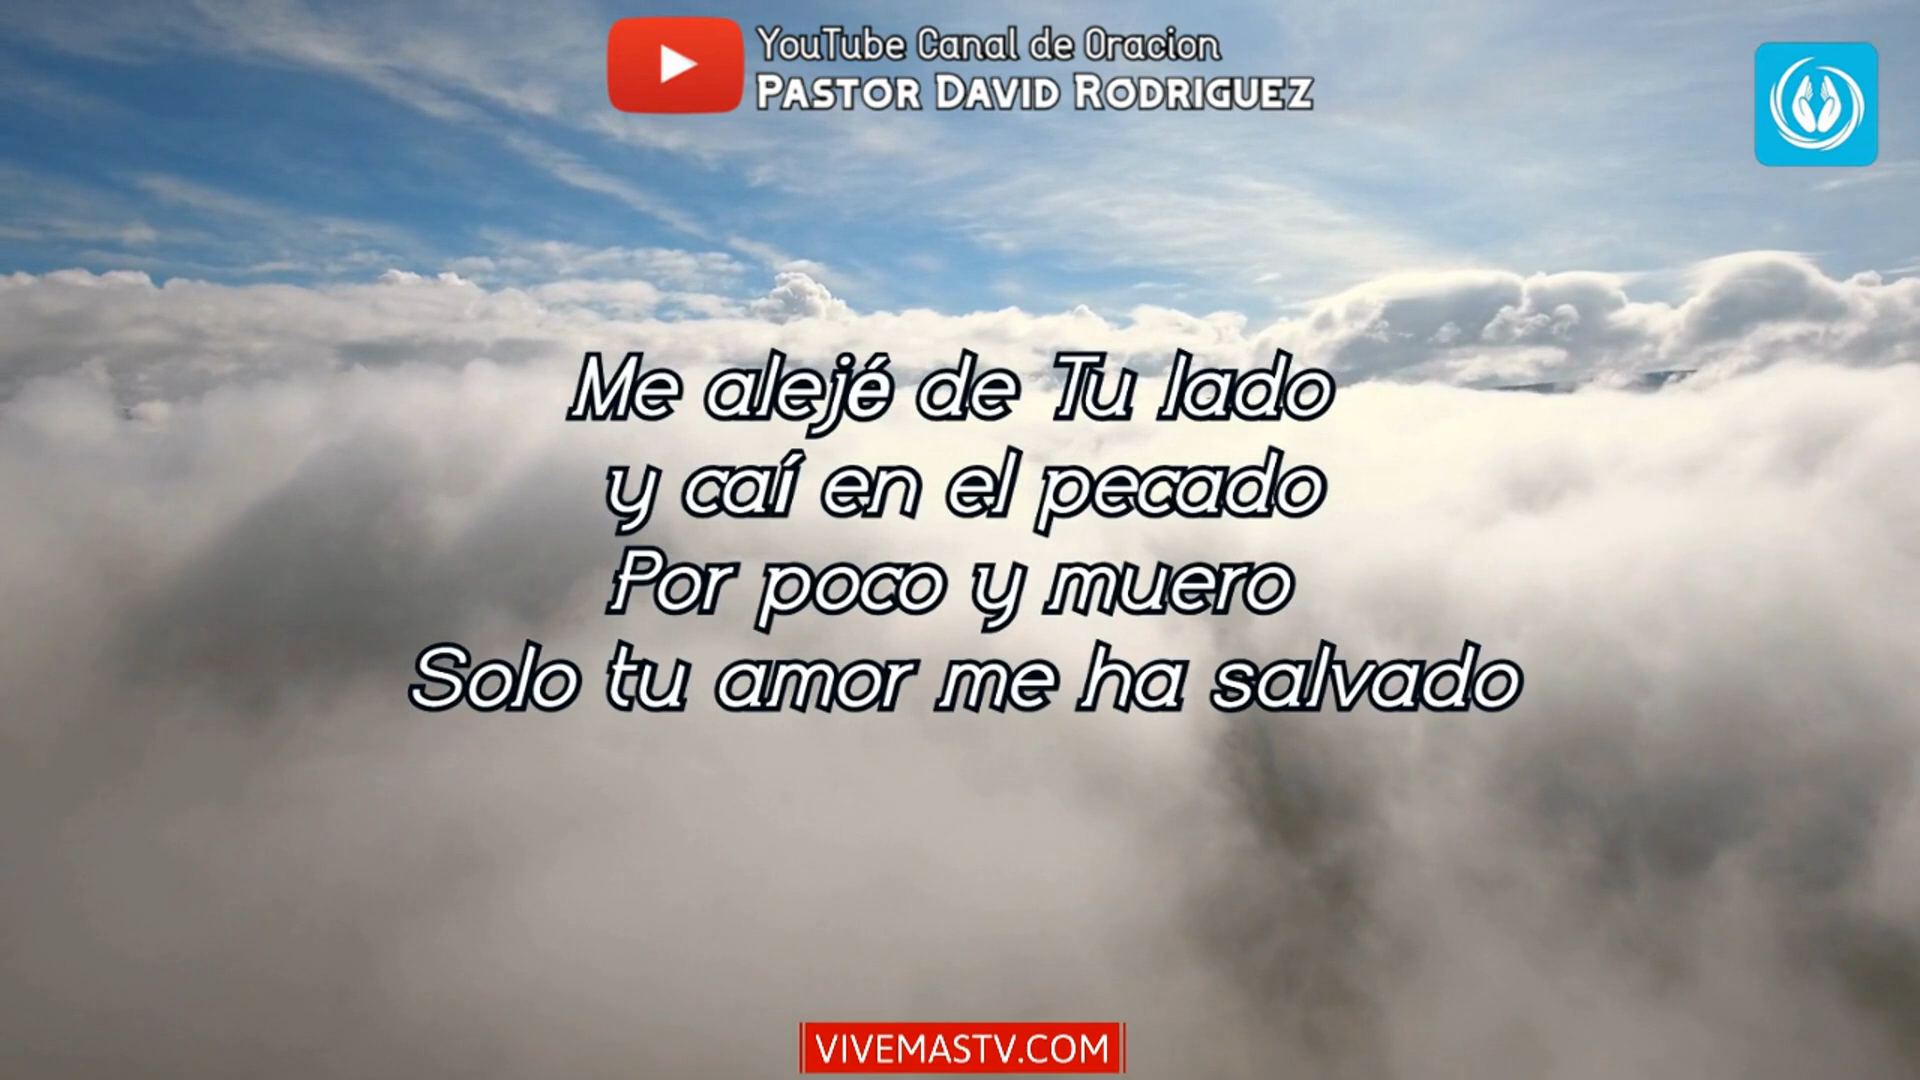 YouTube Canal de Oracion
PASTOR DAVID RODRIGUEZ
Me alejé de Tu lado
y caí en el pecado
Por poco y muero
Solo tu amor me ha salvado
VIVEMASTV.COM